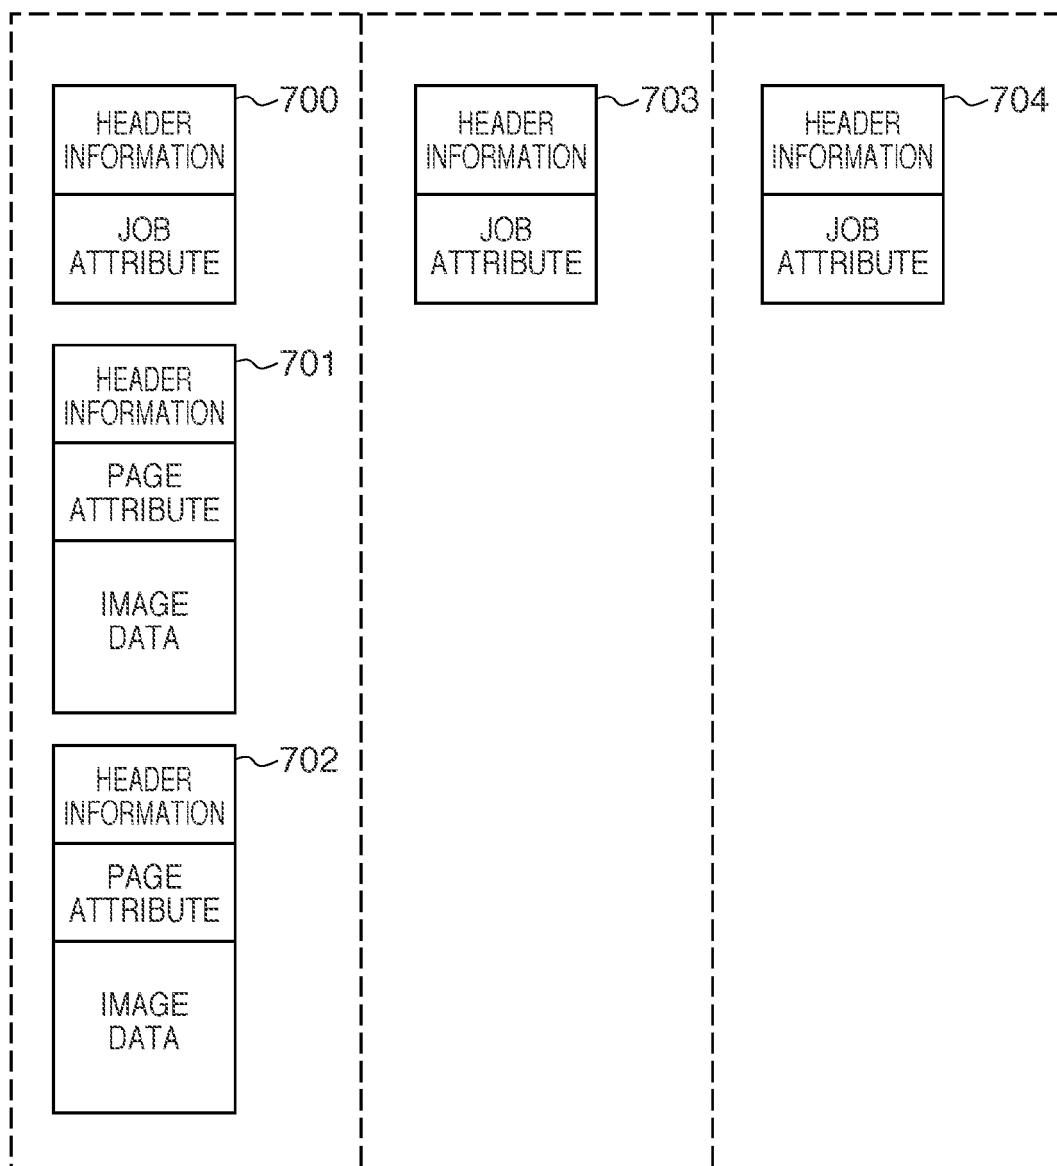 700
HEADER
INFORMATION
JOB
ATTRIBUTE
701
HEADER
INFORMATION
PAGE
ATTRIBUTE
IMAGE
DATA
702
HEADER
INFORMATION
PAGE
ATTRIBUTE
IMAGE
DATA
703
HEADER
INFORMATION
JOB
ATTRIBUTE
704
HEADER
INFORMATION
JOB
ATTRIBUTE